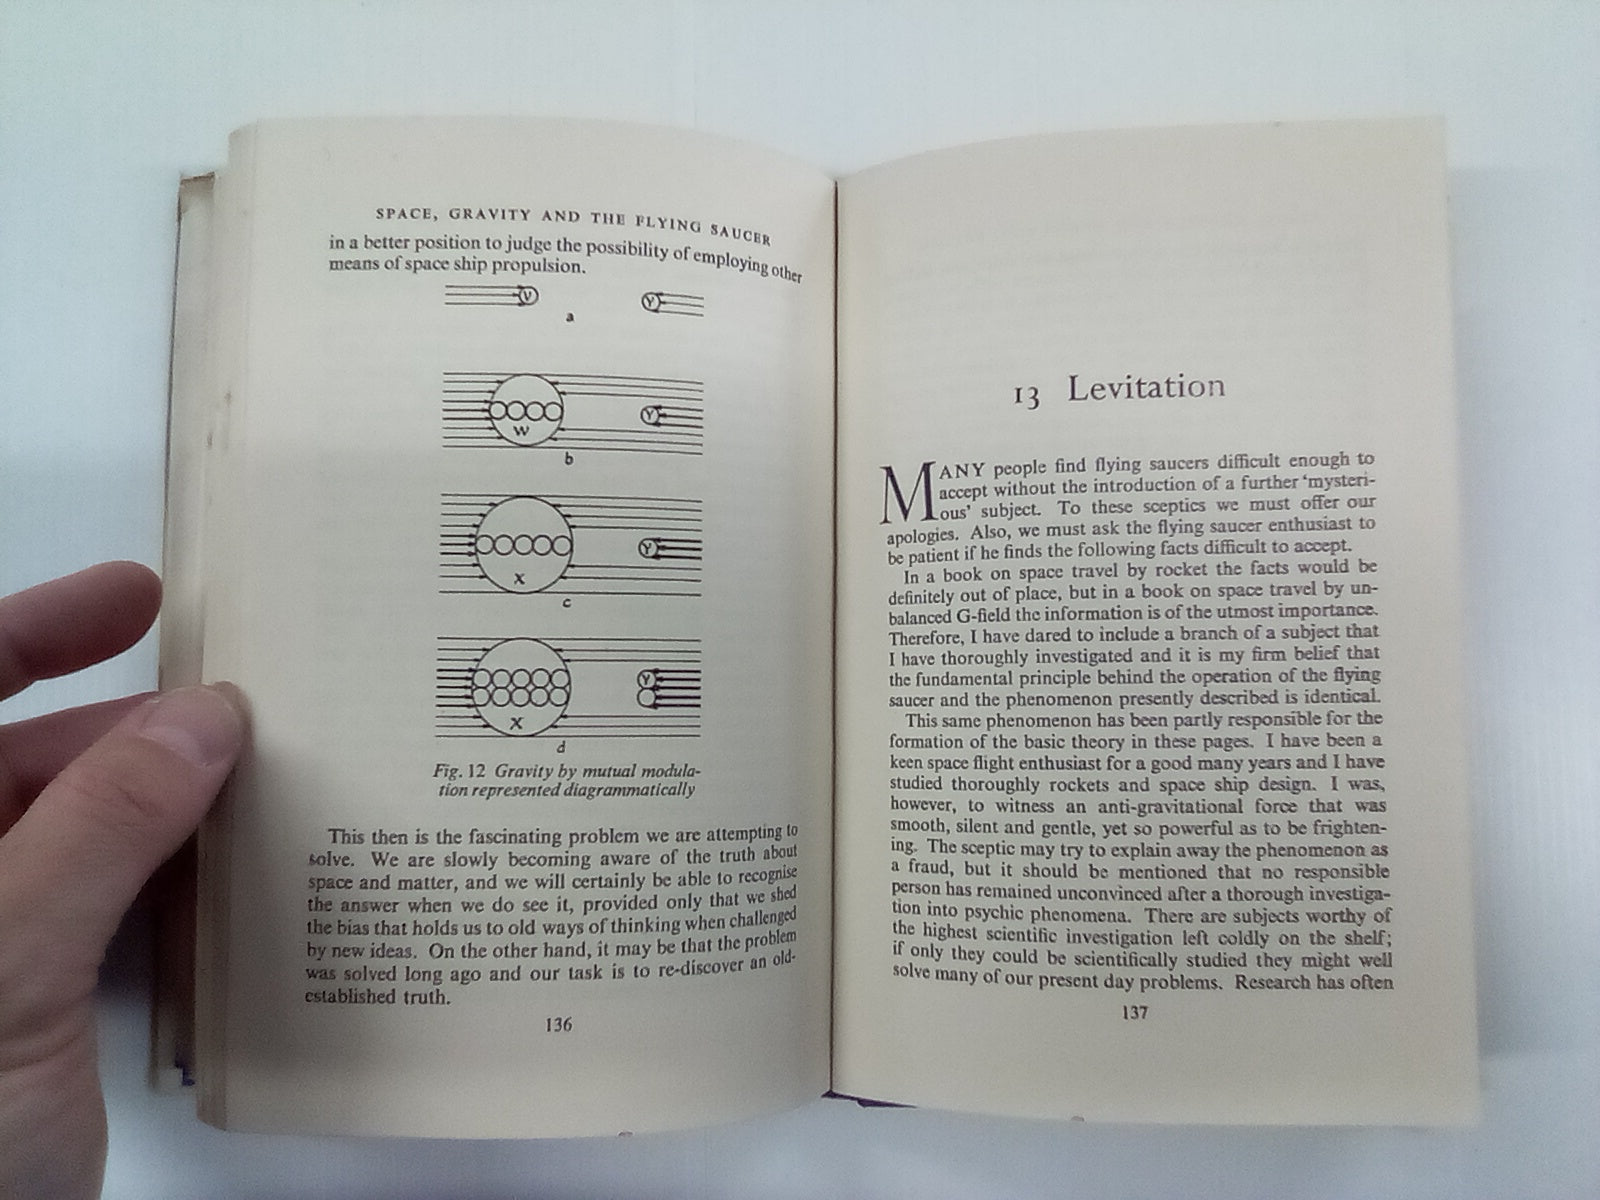 SPACE, GRAVITY AND THE FLYING SAUCER
in a better position to judge the possibility of employing other
means of space ship propulsion.
V Y
a
Y
W
b
Y
X
c
Y
X
d
Fig. 12 Gravity by mutual modula-
tion represented diagrammatically
This then is the fascinating problem we are attempting to
solve. We are slowly becoming aware of the truth about
space and matter, and we will certainly be able to recognise
the answer when we do see it, provided only that we shed
the bias that holds us to old ways of thinking when challenged
by new ideas. On the other hand, it may be that the problem
was solved long ago and our task is to re-discover an old-
established truth.
136
13 Levitation
MANY people find flying saucers difficult enough to
accept without the introduction of a further 'mysteri-
ous' subject. To these sceptics we must offer our
apologies. Also, we must ask the flying saucer enthusiast to
be patient if he finds the following facts difficult to accept.
In a book on space travel by rocket the facts would be
definitely out of place, but in a book on space travel by un-
balanced G-field the information is of the utmost importance.
Therefore, I have dared to include a branch of a subject that
I have thoroughly investigated and it is my firm belief that
the fundamental principle behind the operation of the flying
saucer and the phenomenon presently described is identical.
This same phenomenon has been partly responsible for the
formation of the basic theory in these pages. I have been a
keen space flight enthusiast for a good many years and I have
studied thoroughly rockets and space ship design. I was,
however, to witness an anti-gravitational force that was
smooth, silent and gentle, yet so powerful as to be frighten-
ing. The sceptic may try to explain away the phenomenon as
a fraud, but it should be mentioned that no responsible
person has remained unconvinced after a thorough investiga-
tion into psychic phenomena. There are subjects worthy of
the highest scientific investigation left coldly on the shelf;
if only they could be scientifically studied they might well
solve many of our present day problems. Research has often
137